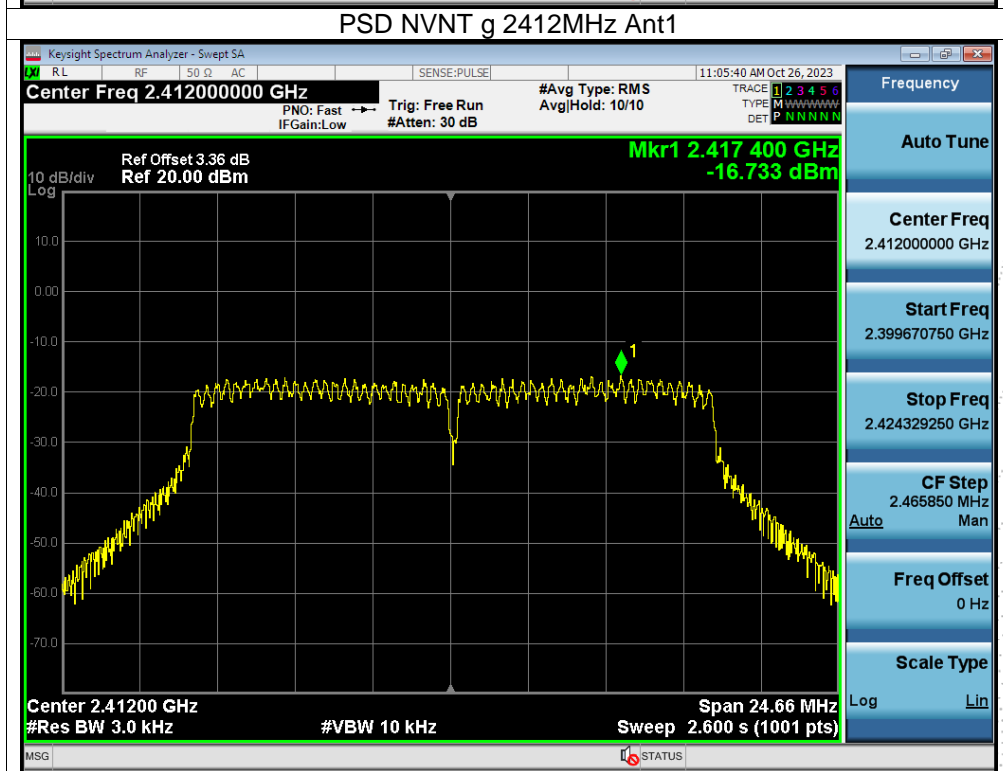 PSD NVNT g 2412MHz Ant1
Keysight Spectrum Analyzer - Swept SA
LXI RL RF 50 Ω AC SENSE:PULSE 11:05:40 AM Oct 26, 2023
Center Freq 2.412000000 GHz #Avg Type: RMS TRACE 1 2 3 4 5 6
PNO: Fast Trig: Free Run Avg|Hold: 10/10 TYPE M WWWWW
IFGain:Low #Atten: 30 dB DET P N N N N N
Mkr1 2.417 400 GHz
-16.733 dBm
Ref Offset 3.36 dB
10 dB/div Ref 20.00 dBm
Log
10.0
0.00
-10.0
1
-20.0
-30.0
-40.0
-50.0
-60.0
-70.0
Center 2.41200 GHz Span 24.66 MHz
#Res BW 3.0 kHz #VBW 10 kHz Sweep 2.600 s (1001 pts)
MSG STATUS
Frequency
Auto Tune
Center Freq
2.412000000 GHz
Start Freq
2.399670750 GHz
Stop Freq
2.424329250 GHz
CF Step
2.465850 MHz
Auto Man
Freq Offset
0 Hz
Scale Type
Log Lin